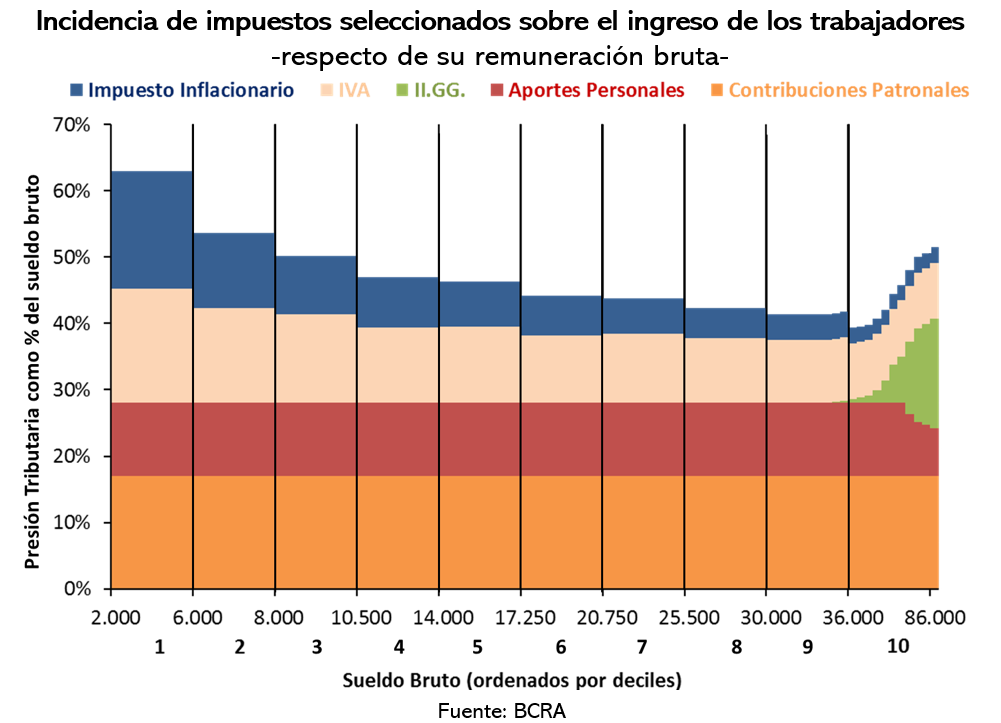 Incidencia de impuestos seleccionados sobre el ingreso de los trabajadores
-respecto de su remuneración bruta-
Impuesto Inflacionario IVA II.GG. Aportes Personales Contribuciones Patronales
Presión Tributaria como % del sueldo bruto
70%
60%
50%
40%
30%
20%
10%
0%
2.000 6.000 8.000 10.500 14.000 17.250 20.750 25.500 30.000 36.000 86.000
1 2 3 4 5 6 7 8 9 10
Sueldo Bruto (ordenados por deciles)
Fuente: BCRA